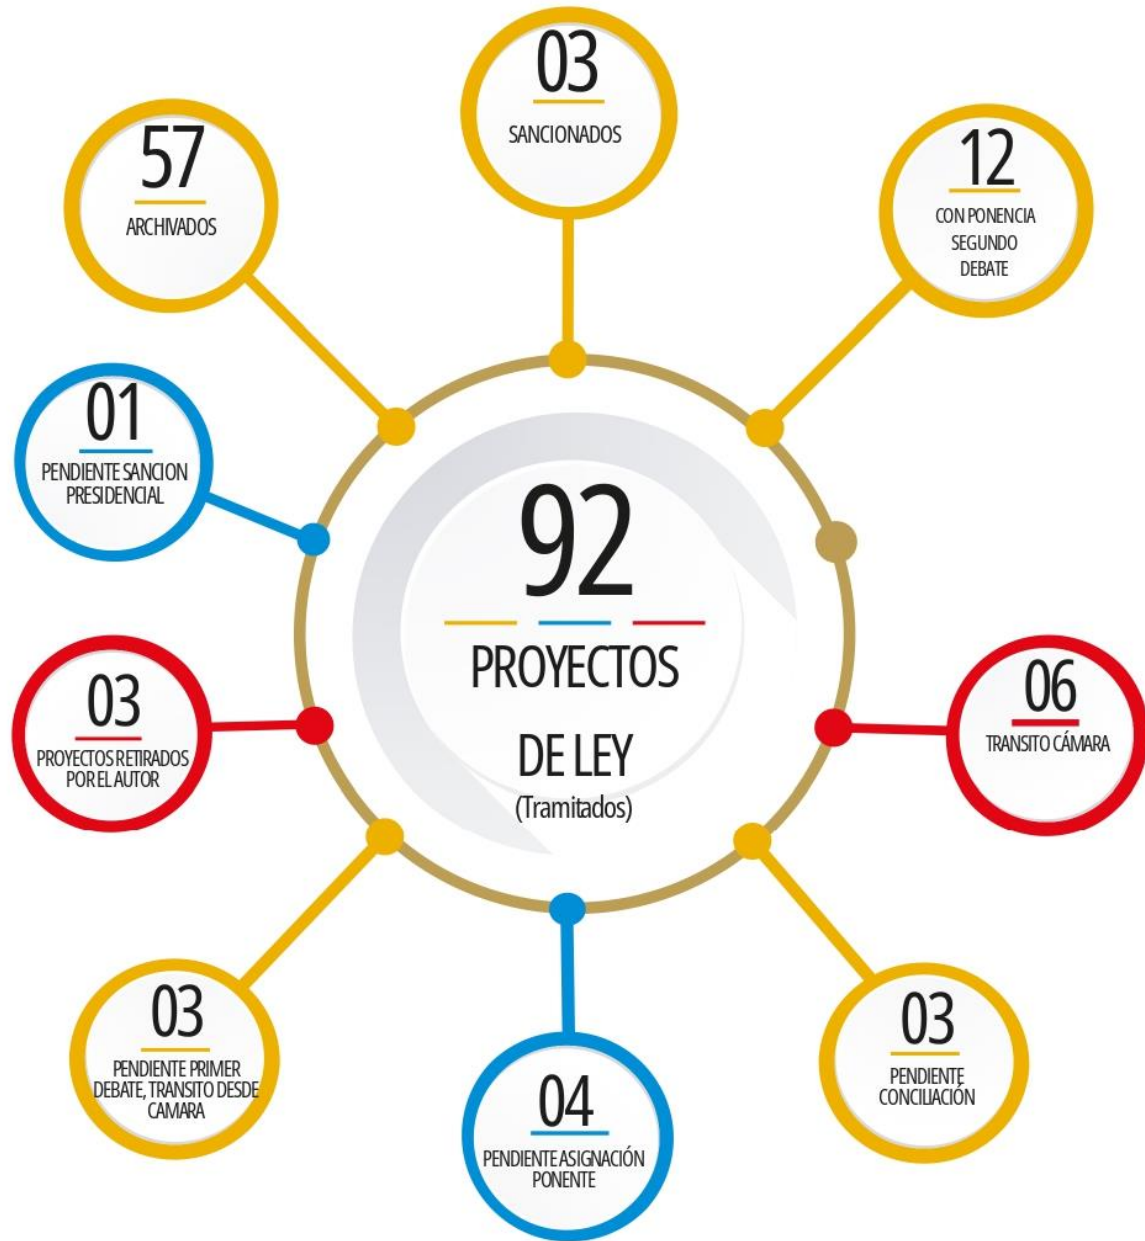 03
SANCIONADOS
57
ARCHIVADOS
12
CON PONENCIA
SEGUNDO
DEBATE
01
PENDIENTE SANCION
PRESIDENCIAL
92
PROYECTOS
DE LEY
(Tramitados)
03
PROYECTOS RETIRADOS
POR EL AUTOR
06
TRANSITO CÁMARA
03
PENDIENTE PRIMER
DEBATE, TRANSITO DESDE
CAMARA
04
PENDIENTE ASIGNACIÓN
PONENTE
03
PENDIENTE
CONCILIACIÓN